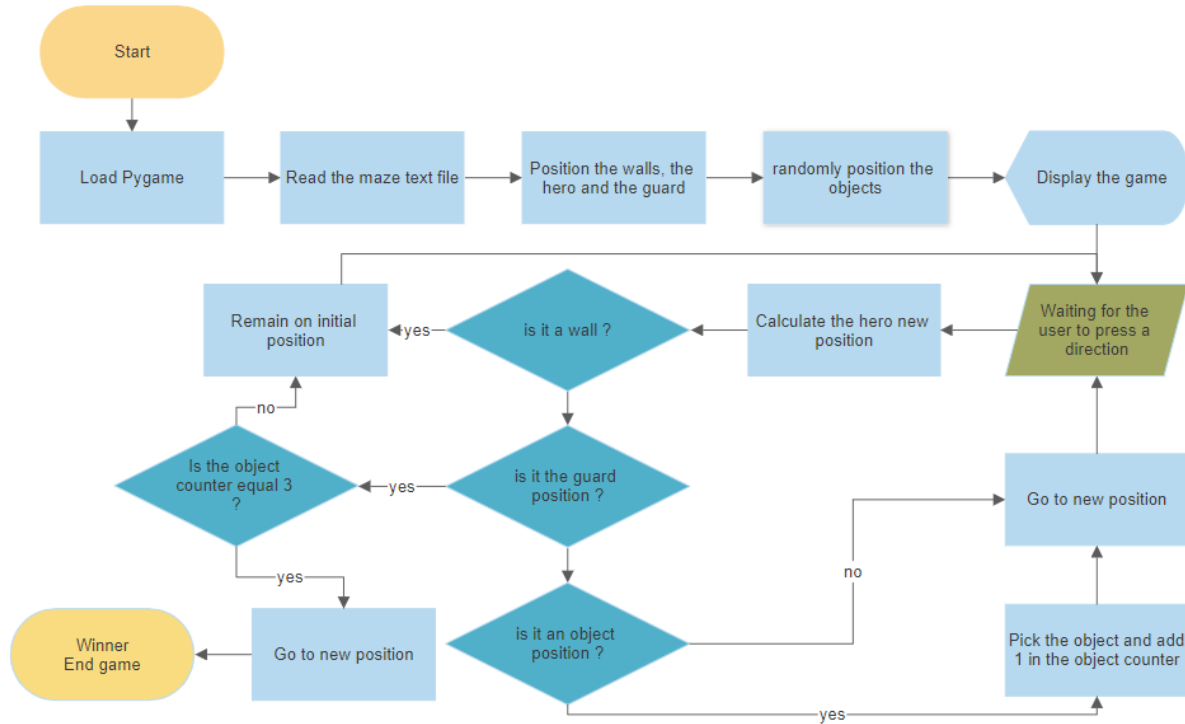 Start
Load Pygame
Read the maze text file
Position the walls, the
hero and the guard
randomly position the
objects
Display the game
Remain on initial
position
yes
is it a wall ?
Calculate the hero new
position
Waiting for the
user to press a
direction
no
Is the object
counter equal 3
?
yes
is it the guard
position ?
Go to new position
yes
no
Winner
End game
Go to new position
is it an object
position ?
Pick the object and add
1 in the object counter
yes